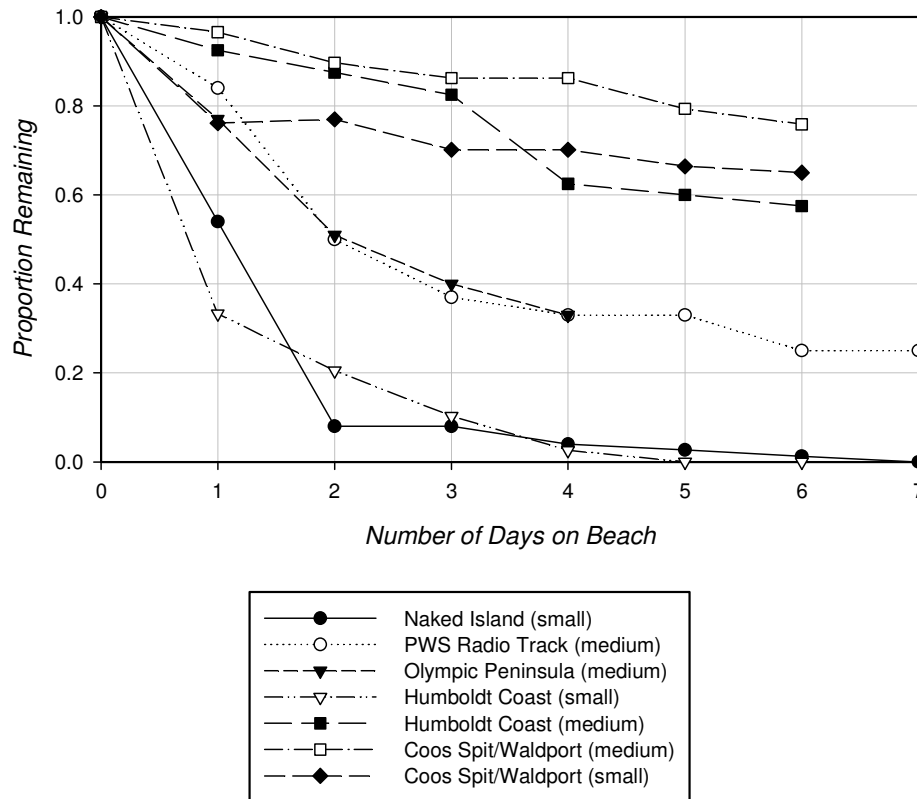 1.0
0.8
0.6
0.4
0.2
0.0
Proportion Remaining
0 1 2 3 4 5 6 7
Number of Days on Beach
Naked Island (small)
PWS Radio Track (medium)
Olympic Peninsula (medium)
Humboldt Coast (small)
Humboldt Coast (medium)
Coos Spit/Waldport (medium)
Coos Spit/Waldport (small)